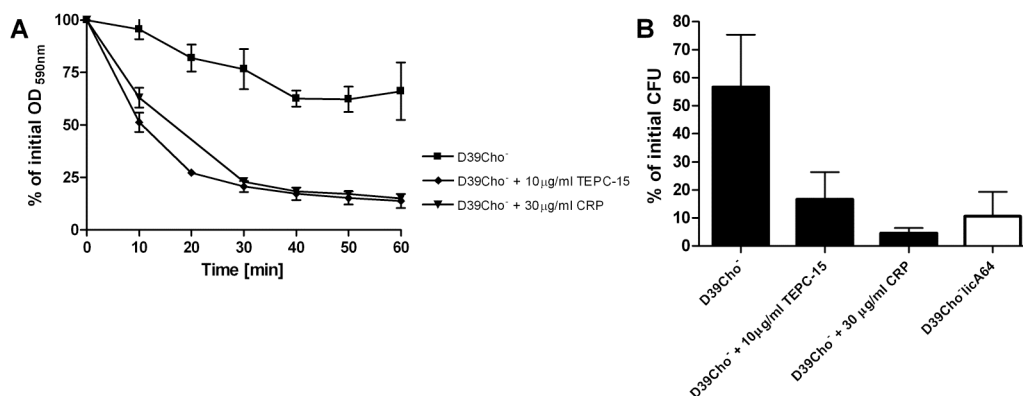 A
% of initial OD 590nm
100
75
50
25
0
0 10 20 30 40 50 60
Time [min]
D39Cho⁻
D39Cho⁻ + 10µg/ml TEPC-15
D39Cho⁻ + 30µg/ml CRP
B
% of initial CFU
80
70
60
50
40
30
20
10
0
D39Cho⁻
D39Cho⁻ + 10µg/ml TEPC-15
D39Cho⁻ + 30 µg/ml CRP
D39Cho⁻licA64